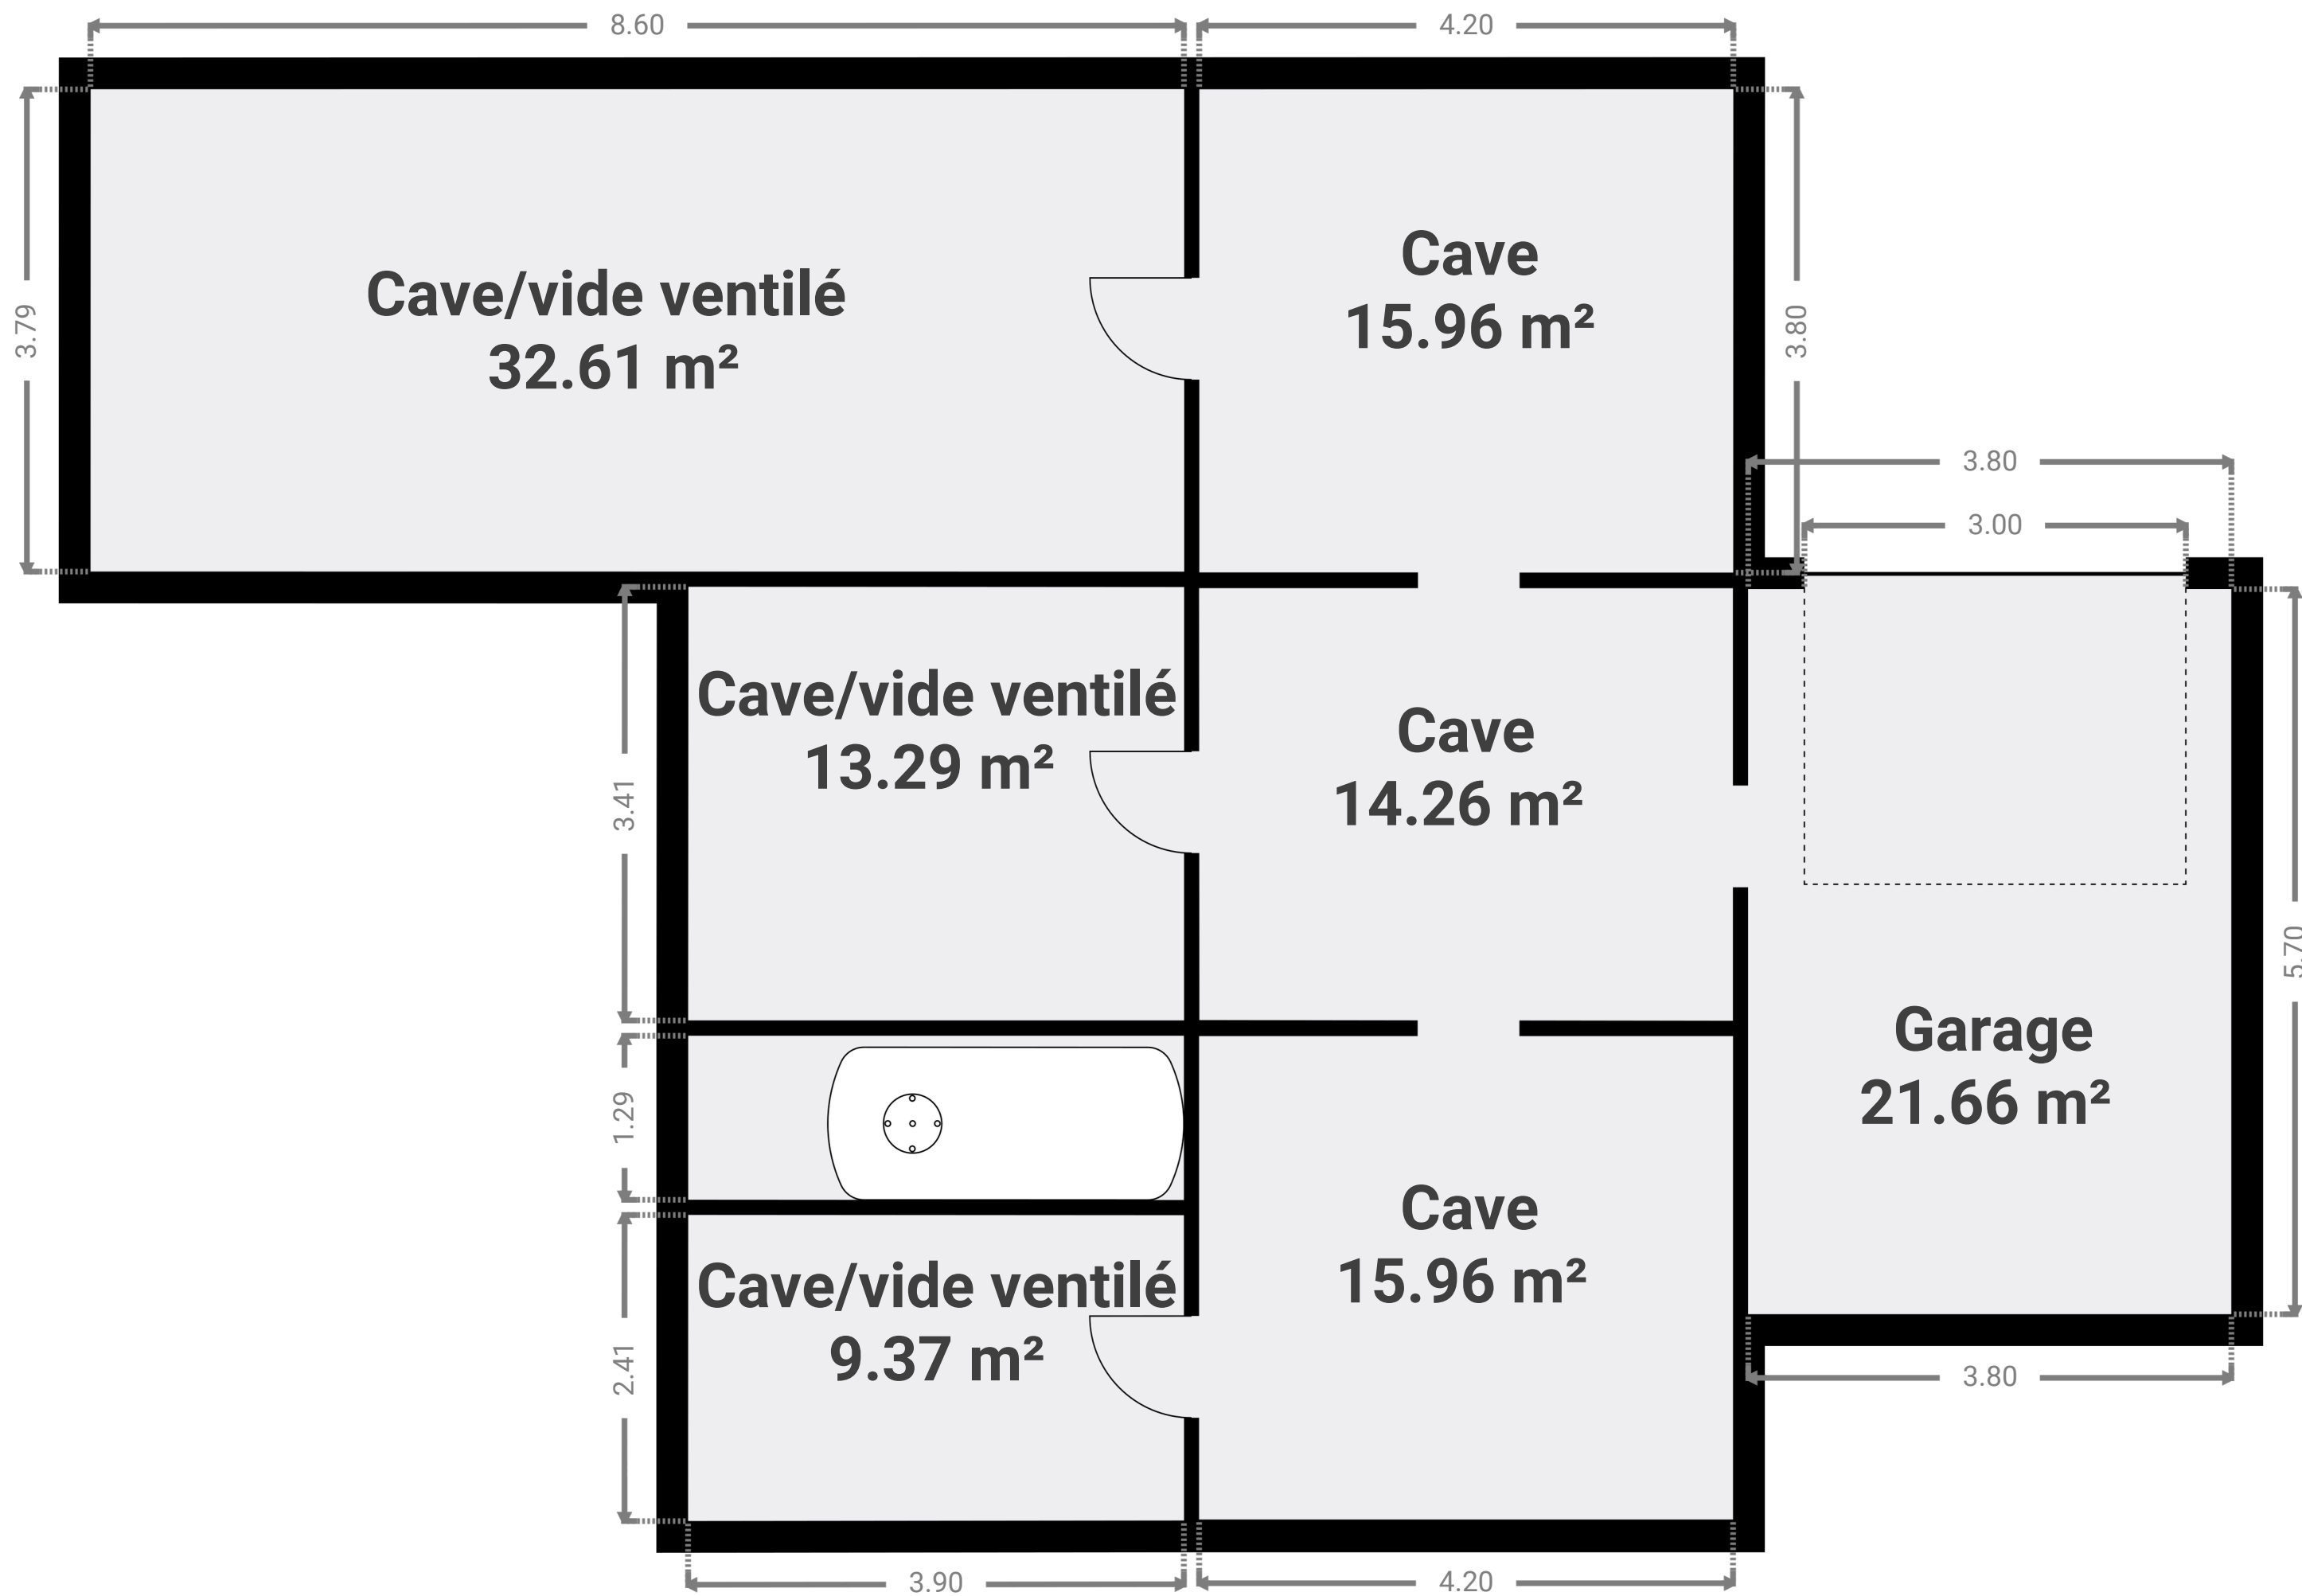 8.60
4.20
3.79
Cave/vide ventilé
32.61 m²
Cave
15.96 m²
3.80
3.80
3.00
Cave/vide ventilé
13.29 m²
3.41
Cave
14.26 m²
5.70
Garage
21.66 m²
1.29
Cave
15.96 m²
Cave/vide ventilé
9.37 m²
2.41
3.80
3.90
4.20